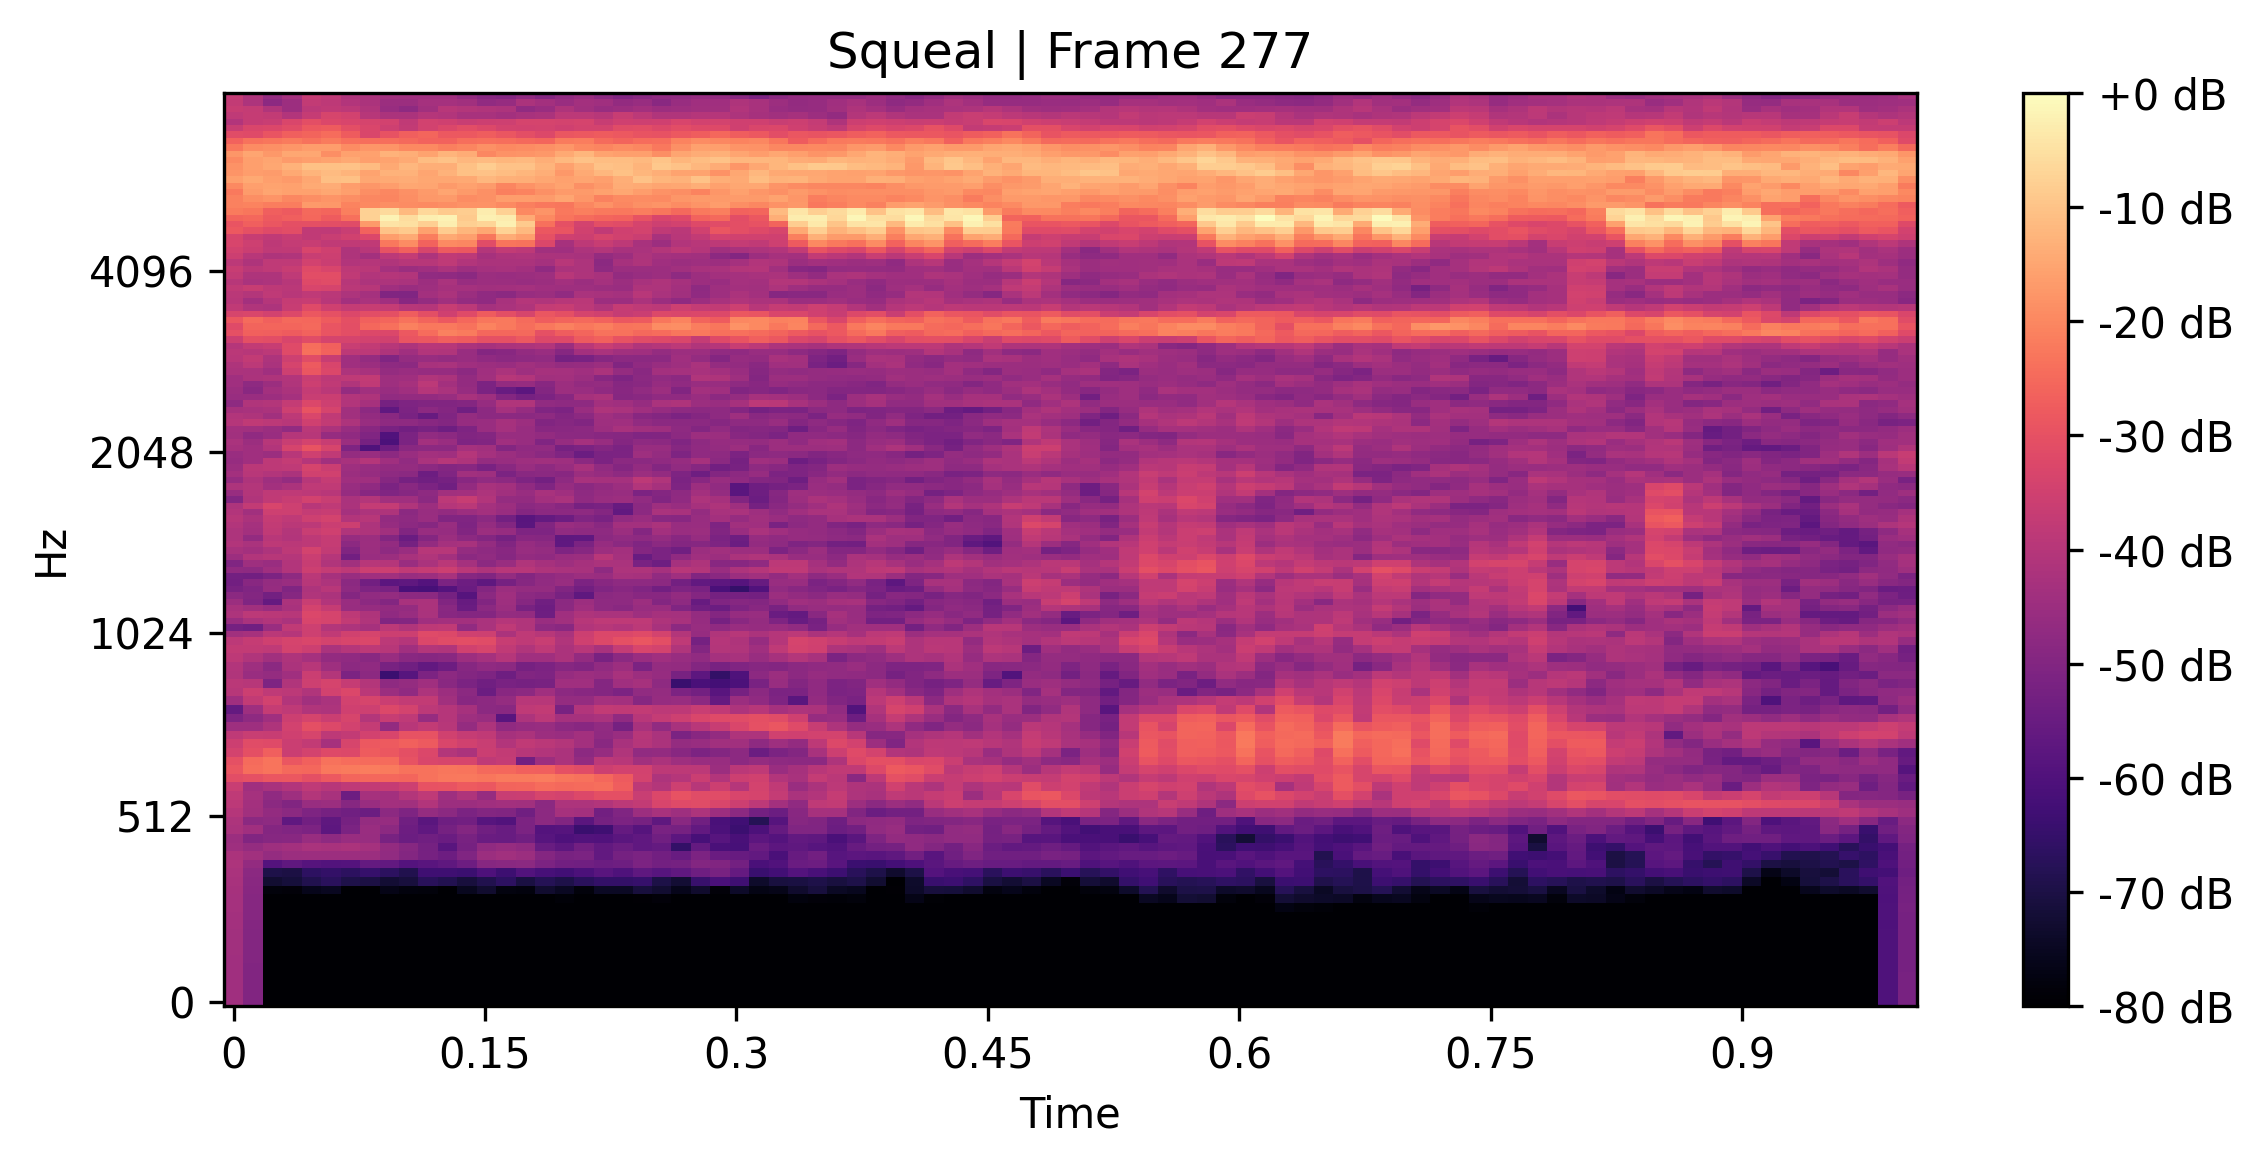 Squeal | Frame 277
Hz
4096
2048
1024
512
0
0 0.15 0.3 0.45 0.6 0.75 0.9
Time
+0 dB
-10 dB
-20 dB
-30 dB
-40 dB
-50 dB
-60 dB
-70 dB
-80 dB